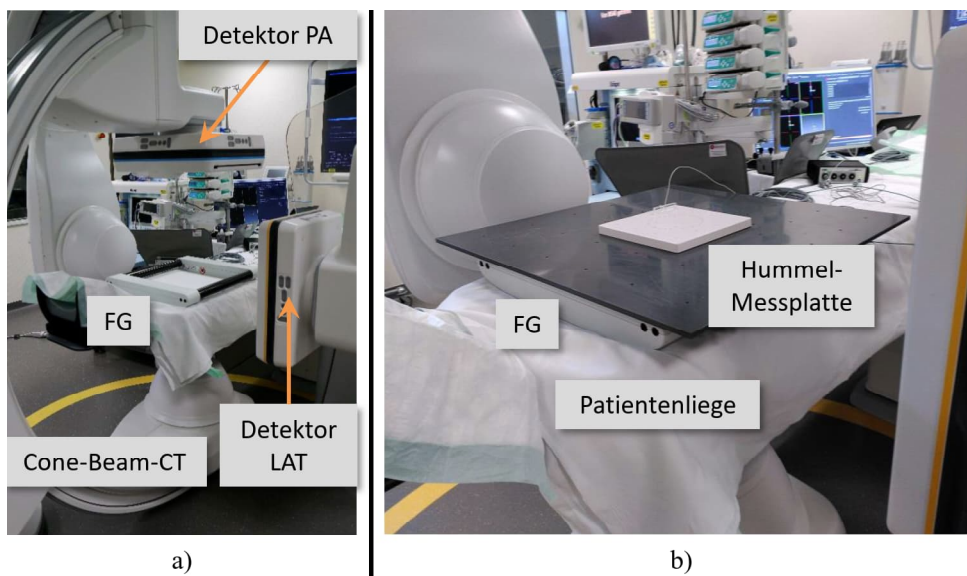 Detektor PA
FG
Detektor
LAT
Cone-Beam-CT
a)
Hummel-
Messplatte
FG
Patientenliege
b)